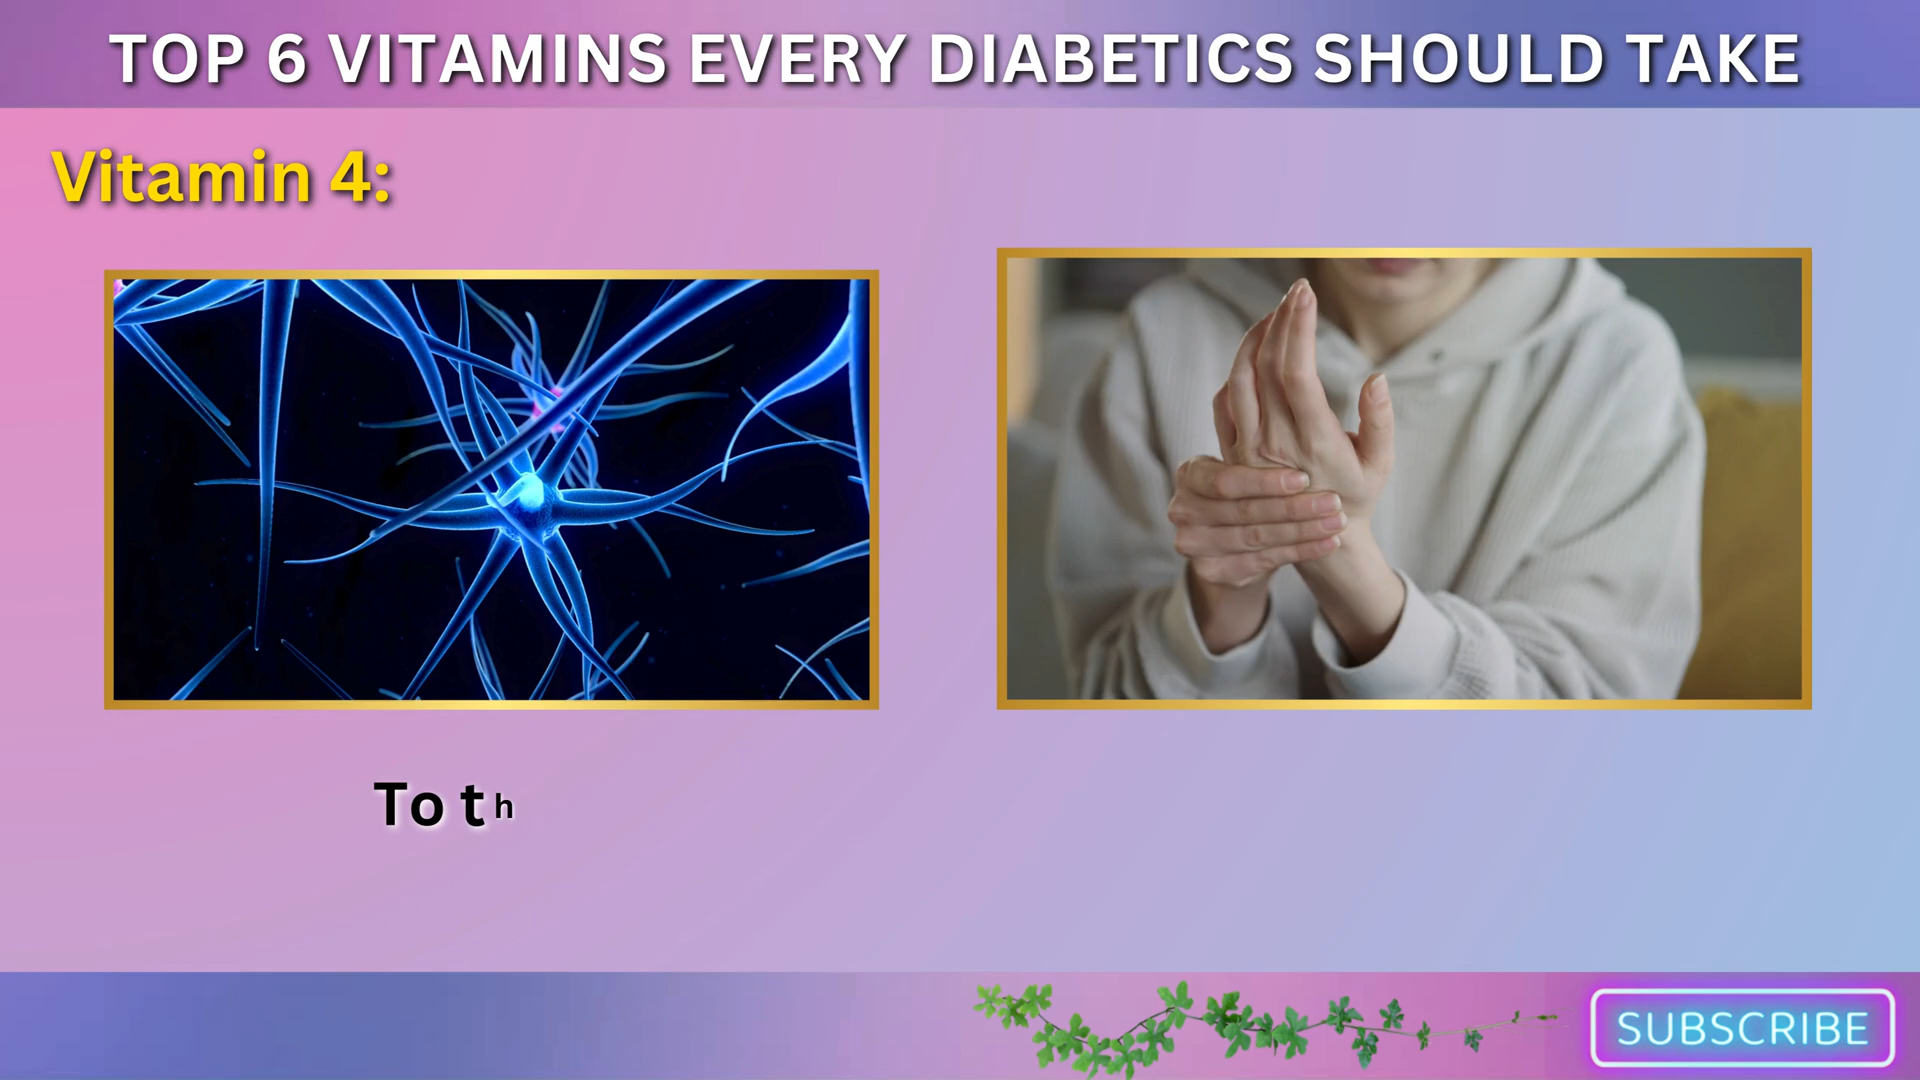 TOP 6 VITAMINS EVERY DIABETICS SHOULD TAKE
Vitamin 4:
To th
SUBSCRIBE